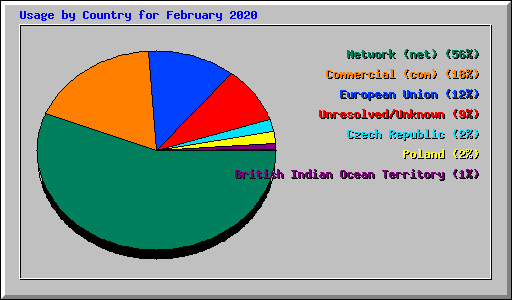 Usage by Country for February 2020
Network (net) (56%)
Commercial (com) (18%)
European Union (12%)
Unresolved/Unknown (9%)
Czech Republic (2%)
Poland (2%)
British Indian Ocean Territory (1%)